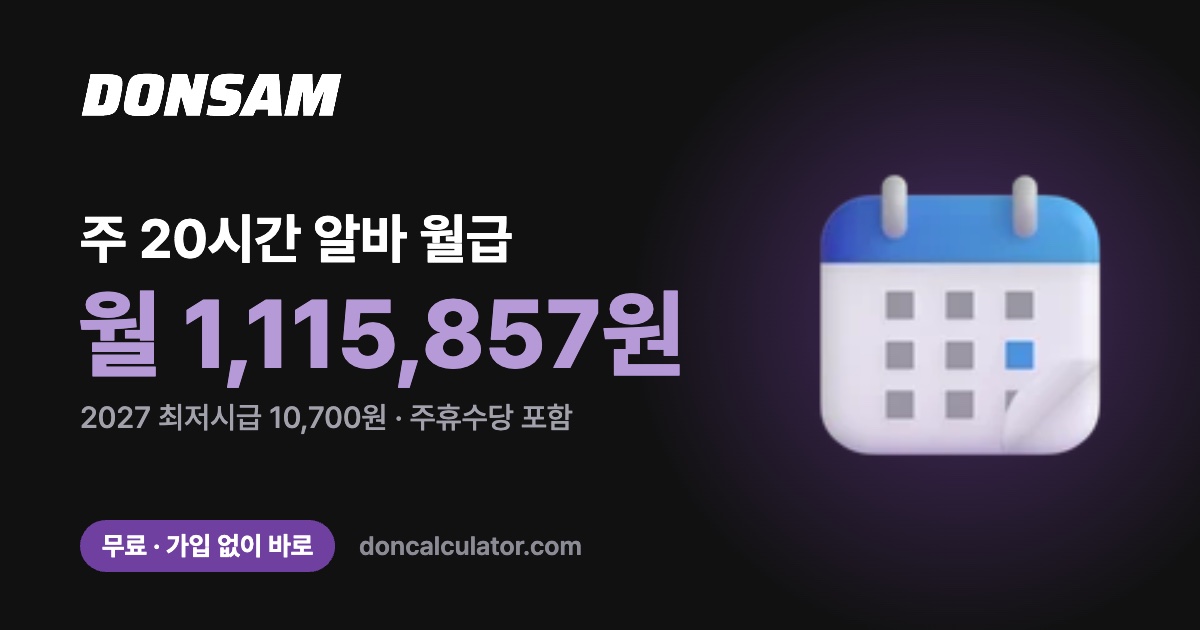 DONSAM
주 20시간 알바 월급
월 1,115,857원
2027 최저시급 10,700원 · 주휴수당 포함
무료 · 가입 없이 바로
doncalculator.com